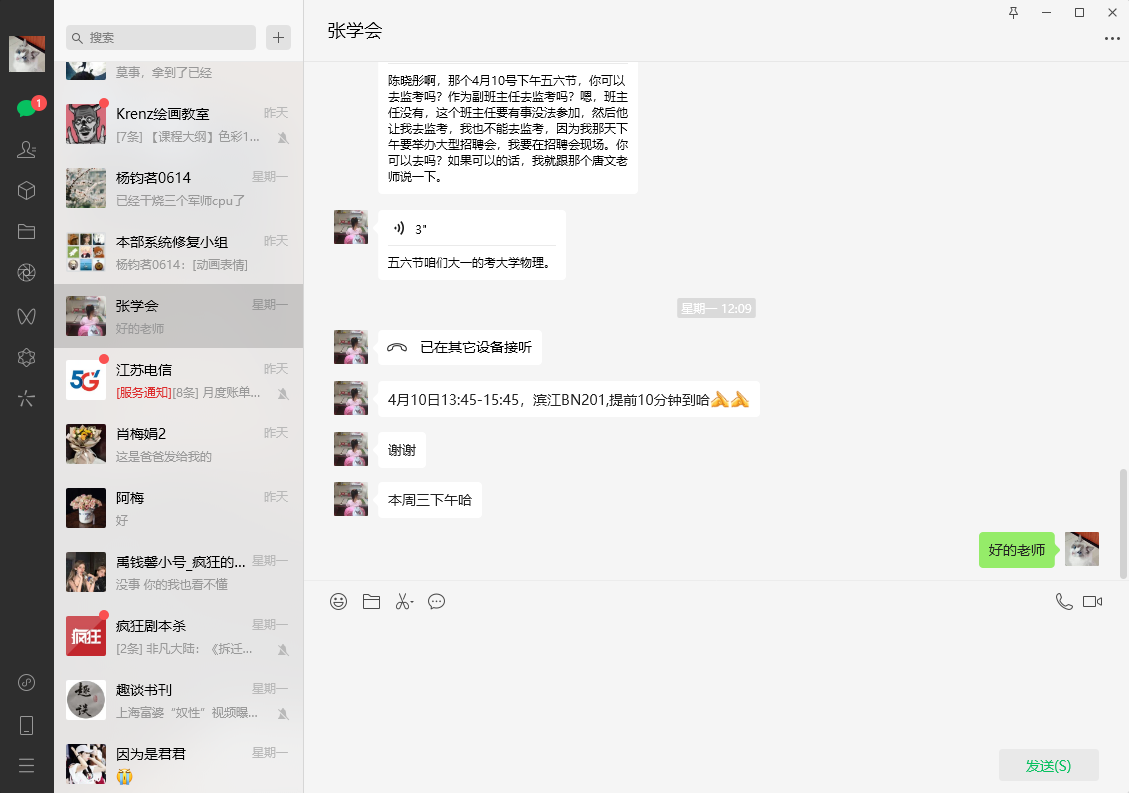 搜索
莫事，拿到了已经
1
Krenz绘画教室
昨天
[7条] 【课程大纲】色彩1...
杨钧茗0614
星期一
已经干烧三个军师cpu了
本部系统修复小组
昨天
杨钧茗0614：[动画表情]
张学会
星期一
好的老师
江苏电信
昨天
[服务通知][8条] 月度账单...
肖梅娟2
昨天
这是爸爸发给我的
阿梅
昨天
好
禹钱馨小号_疯狂的...
星期一
没事 你的我也看不懂
疯狂
疯狂剧本杀
星期一
[2条] 非凡大陆：《拆迁...
趣谈
趣谈书刊
星期一
上海富婆“奴性”视频曝...
因为是君君
星期一
😭
张学会
陈晓彤啊，那个4月10号下午五六节，你可以
去监考吗？作为副班主任去监考吗？嗯，班主
任没有，这个班主任要有事没法参加，然后他
让我去监考，我也不能去监考，因为我那天下
午要举办大型招聘会，我要在招聘会现场。你
可以去吗？如果可以的话，我就跟那个唐文老
师说一下。
3"
五六节咱们大一的考大学物理。
星期一 12:09
已在其它设备接听
4月10日13:45-15:45，滨江BN201,提前10分钟到哈🙏🙏
谢谢
本周三下午哈
好的老师
发送(S)
5G